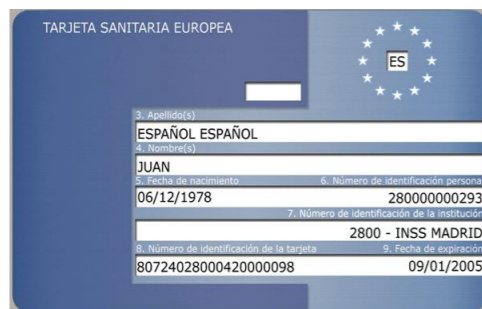 TARJETA SANITARIA EUROPEA
ES
3. Apellido(s)
ESPAÑOL ESPAÑOL
4. Nombre(s)
JUAN
5. Fecha de nacimiento 6. Número de identificación persona
06/12/1978 280000000293
7. Número de identificación de la institución
2800 - INSS MADRID
8. Número de identificación de la tarjeta 9. Fecha de expiración
80724028000420000098 09/01/2005